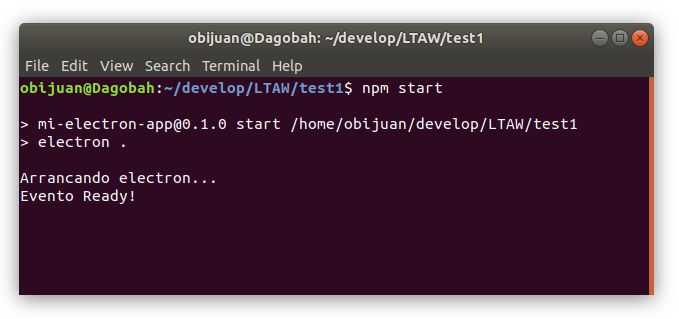 obijuan@Dagobah: ~/develop/LTAW/test1
File Edit View Search Terminal Help
obijuan@Dagobah:~/develop/LTAW/test1$ npm start
> mi-electron-app@0.1.0 start /home/obijuan/develop/LTAW/test1
> electron .
Arrancando electron...
Evento Ready!